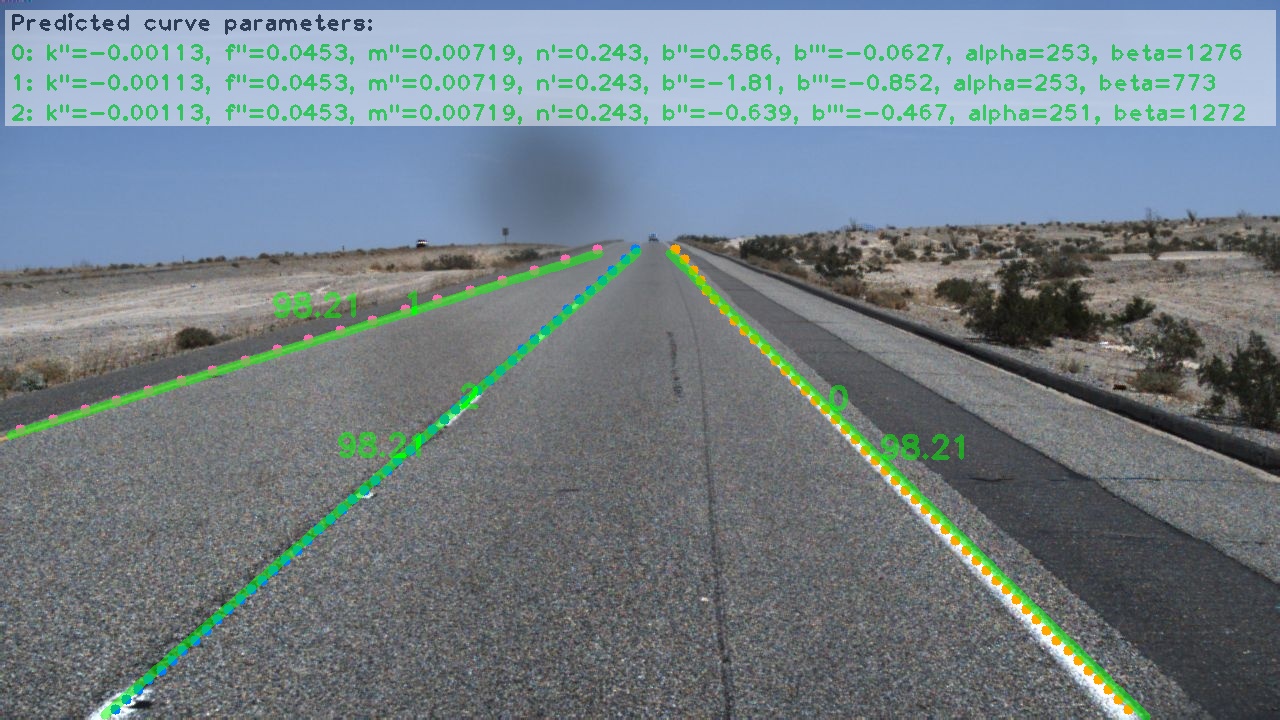 Predicted curve parameters:
0: k''=-0.00113, f''=0.0453, m''=0.00719, n'=0.243, b''=0.586, b'''=-0.0627, alpha=253, beta=1276
1: k''=-0.00113, f''=0.0453, m''=0.00719, n'=0.243, b''=-1.81, b'''=-0.852, alpha=253, beta=773
2: k''=-0.00113, f''=0.0453, m''=0.00719, n'=0.243, b''=-0.639, b'''=-0.467, alpha=251, beta=1272
98.21 1
2
0
98.21
98.21